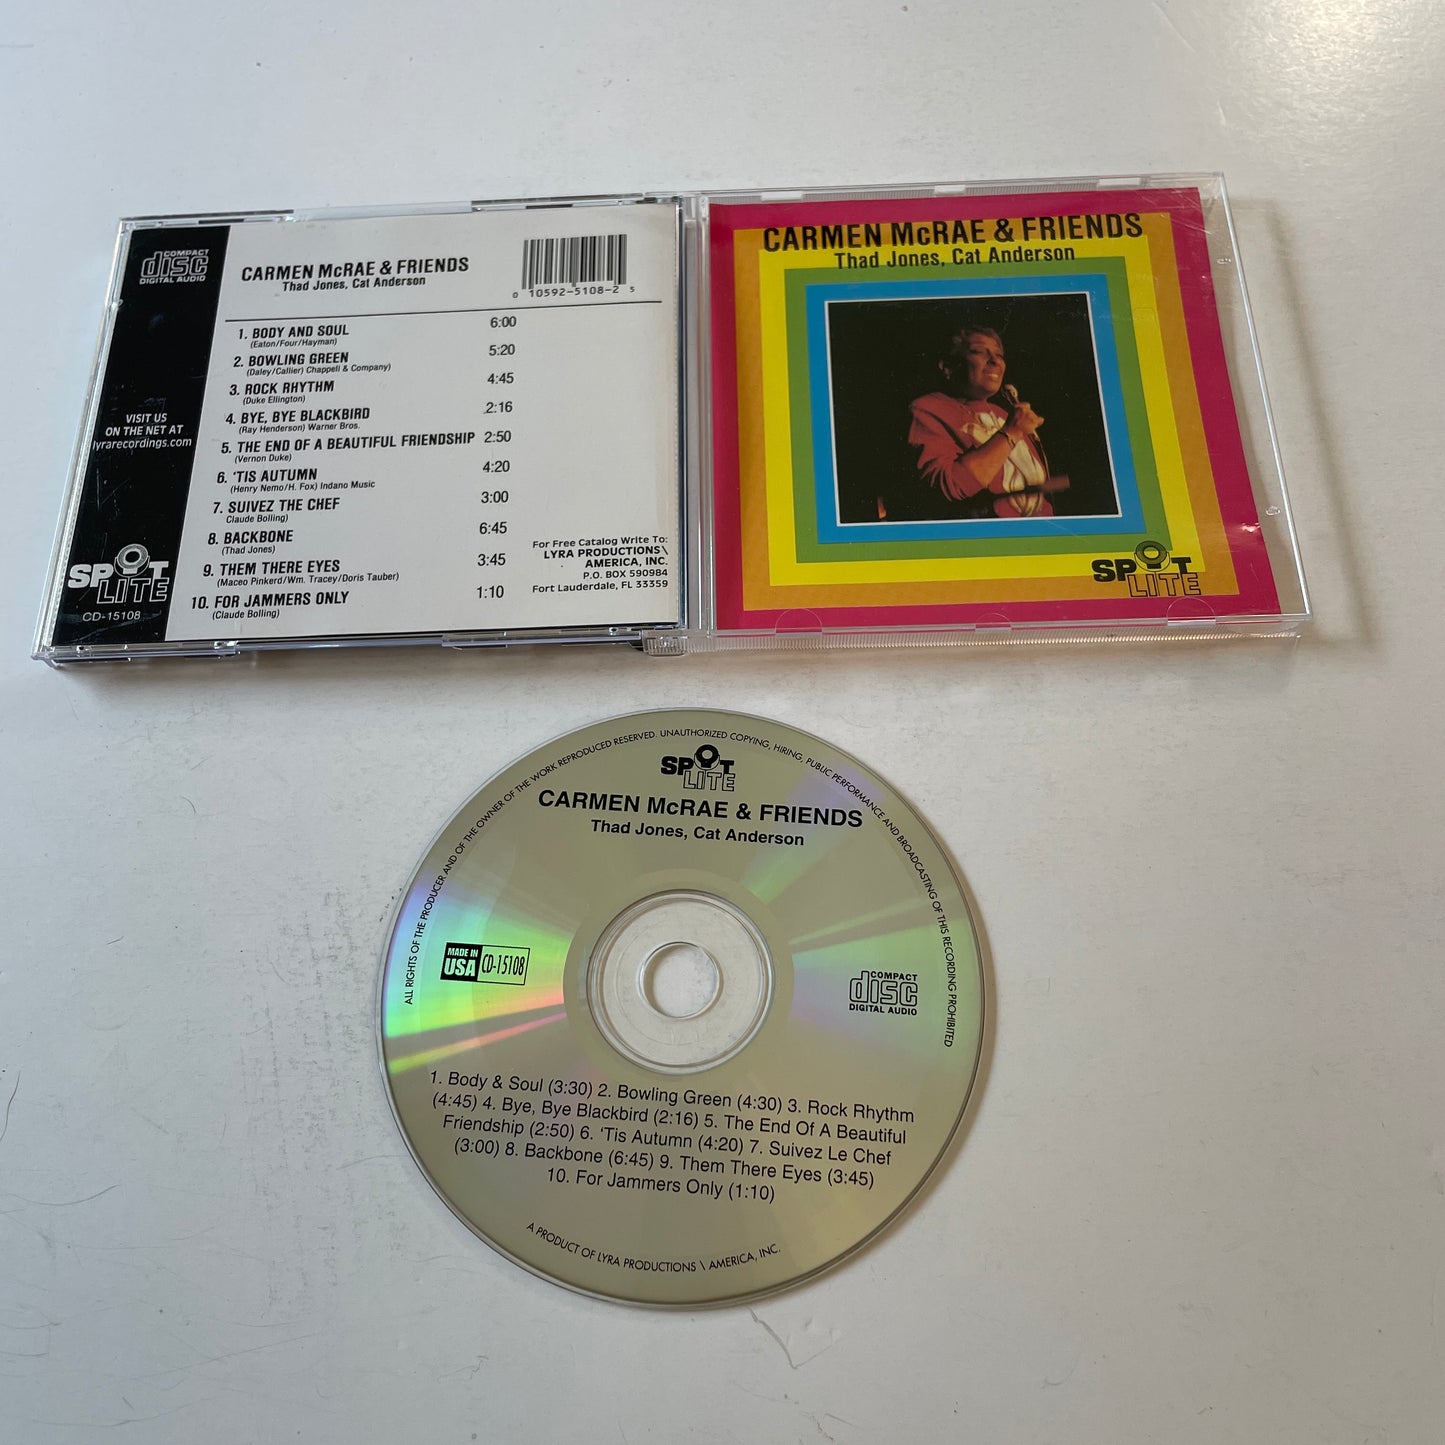 COMPACT
disc
DIGITAL AUDIO
VISIT US
ON THE NET AT
lyrarecordings.com
SPOT
LITE
CD-15108
CARMEN McRAE & FRIENDS
Thad Jones, Cat Anderson
0 10592-5108-2 5
1. BODY AND SOUL 6:00
(Eaton/Four/Hayman)
2. BOWLING GREEN 5:20
(Daley/Callier) Chappell & Company)
3. ROCK RHYTHM 4:45
(Duke Ellington)
4. BYE, BYE BLACKBIRD 2:16
(Ray Henderson) Warner Bros.
5. THE END OF A BEAUTIFUL FRIENDSHIP 2:50
(Vernon Duke)
6. ‘TIS AUTUMN 4:20
(Henry Nemo/H. Fox) Indano Music
7. SUIVEZ THE CHEF 3:00
Claude Bolling)
8. BACKBONE 6:45
(Thad Jones)
9. THEM THERE EYES 3:45
(Maceo Pinkerd/Wm. Tracey/Doris Tauber)
10. FOR JAMMERS ONLY 1:10
(Claude Bolling)
For Free Catalog Write To:
LYRA PRODUCTIONS\
AMERICA, INC.
P.O. BOX 590984
Fort Lauderdale, FL 33359
CARMEN McRAE & FRIENDS
Thad Jones, Cat Anderson
SPOT
LITE
ALL RIGHTS OF THE PRODUCER AND OF THE OWNER OF THE WORK REPRODUCED RESERVED. UNAUTHORIZED COPYING, HIRING, PUBLIC PERFORMANCE AND BROADCASTING OF THIS RECORDING PROHIBITED
SPOT
LITE
CARMEN McRAE & FRIENDS
Thad Jones, Cat Anderson
MADE IN
USA
CD-15108
COMPACT
disc
DIGITAL AUDIO
1. Body & Soul (3:30) 2. Bowling Green (4:30) 3. Rock Rhythm
(4:45) 4. Bye, Bye Blackbird (2:16) 5. The End Of A Beautiful
Friendship (2:50) 6. ‘Tis Autumn (4:20) 7. Suivez Le Chef
(3:00) 8. Backbone (6:45) 9. Them There Eyes (3:45)
10. For Jammers Only (1:10)
A PRODUCT OF LYRA PRODUCTIONS \ AMERICA, INC.